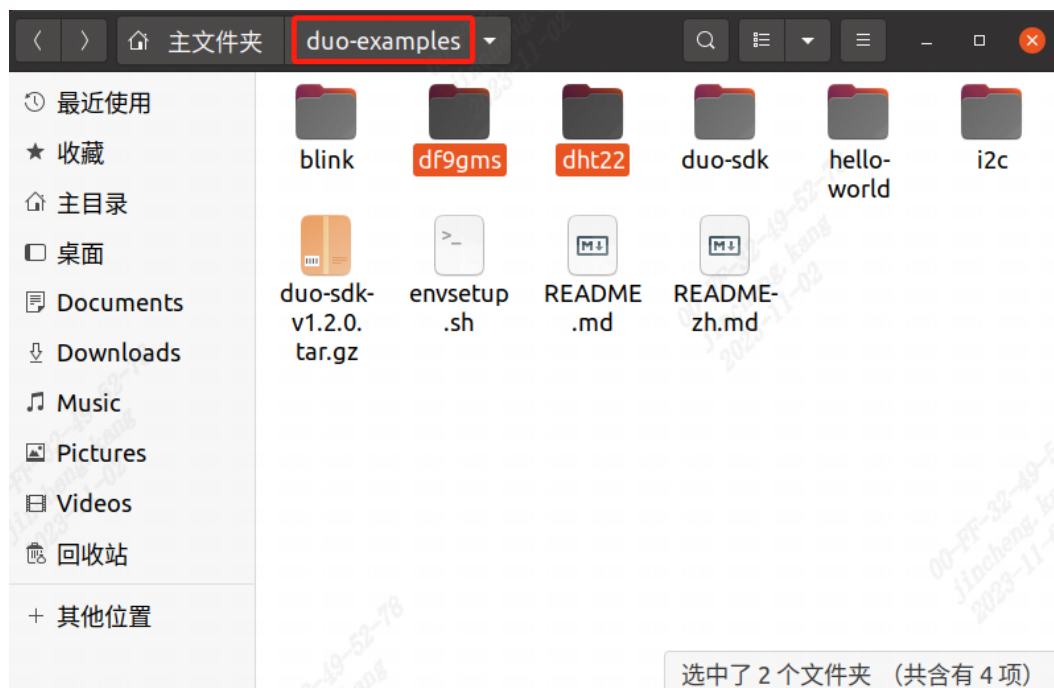 主文件夹 duo-examples
最近使用
收藏
主目录
桌面
Documents
Downloads
Music
Pictures
Videos
回收站
其他位置
blink df9gms dht22 duo-sdk hello-world i2c
duo-sdk-v1.2.0.tar.gz envsetup.sh README.md README-zh.md
选中了 2 个文件夹 （共含有 4 项）